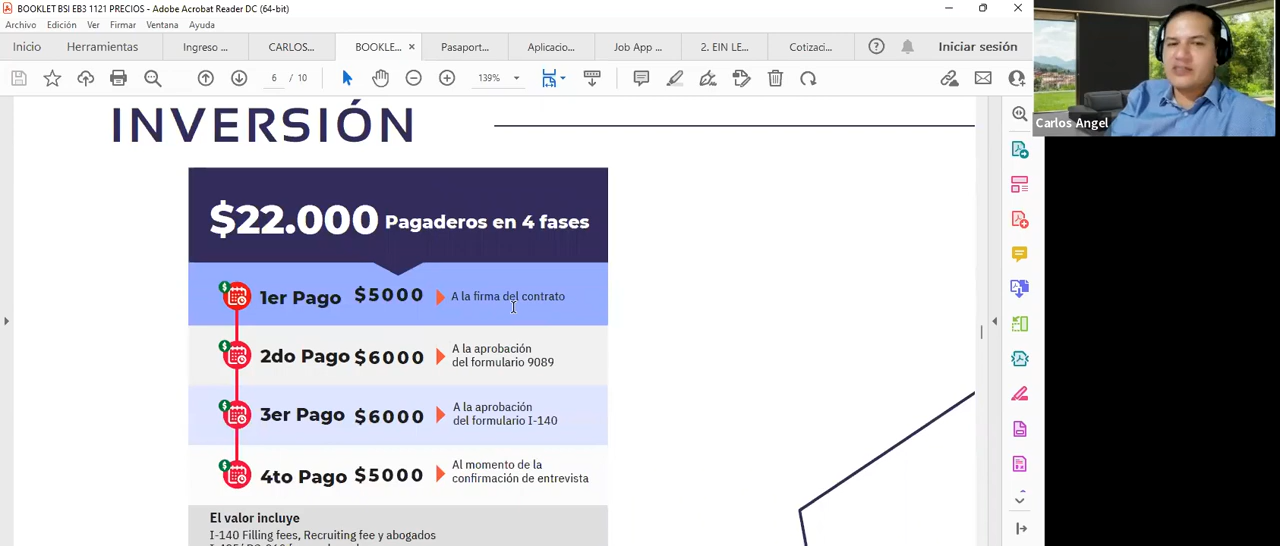 BOOKLET BSI EB3 1121 PRECIOS - Adobe Acrobat Reader DC (64-bit)
Archivo Edición Ver Firmar Ventana Ayuda
Inicio Herramientas Ingreso ... CARLOS... BOOKLE... × Pasaport... Aplicacio... Job App ... 2. EIN LE... Cotizaci... Iniciar sesión
6 / 10 139%
Carlos Angel
INVERSIÓN
$22.000 Pagaderos en 4 fases
1er Pago $5000 A la firma del contrato
2do Pago $6000 A la aprobación
del formulario 9089
3er Pago $6000 A la aprobación
del formulario I-140
4to Pago $5000 Al momento de la
confirmación de entrevista
El valor incluye
I-140 Filling fees, Recruiting fee y abogados